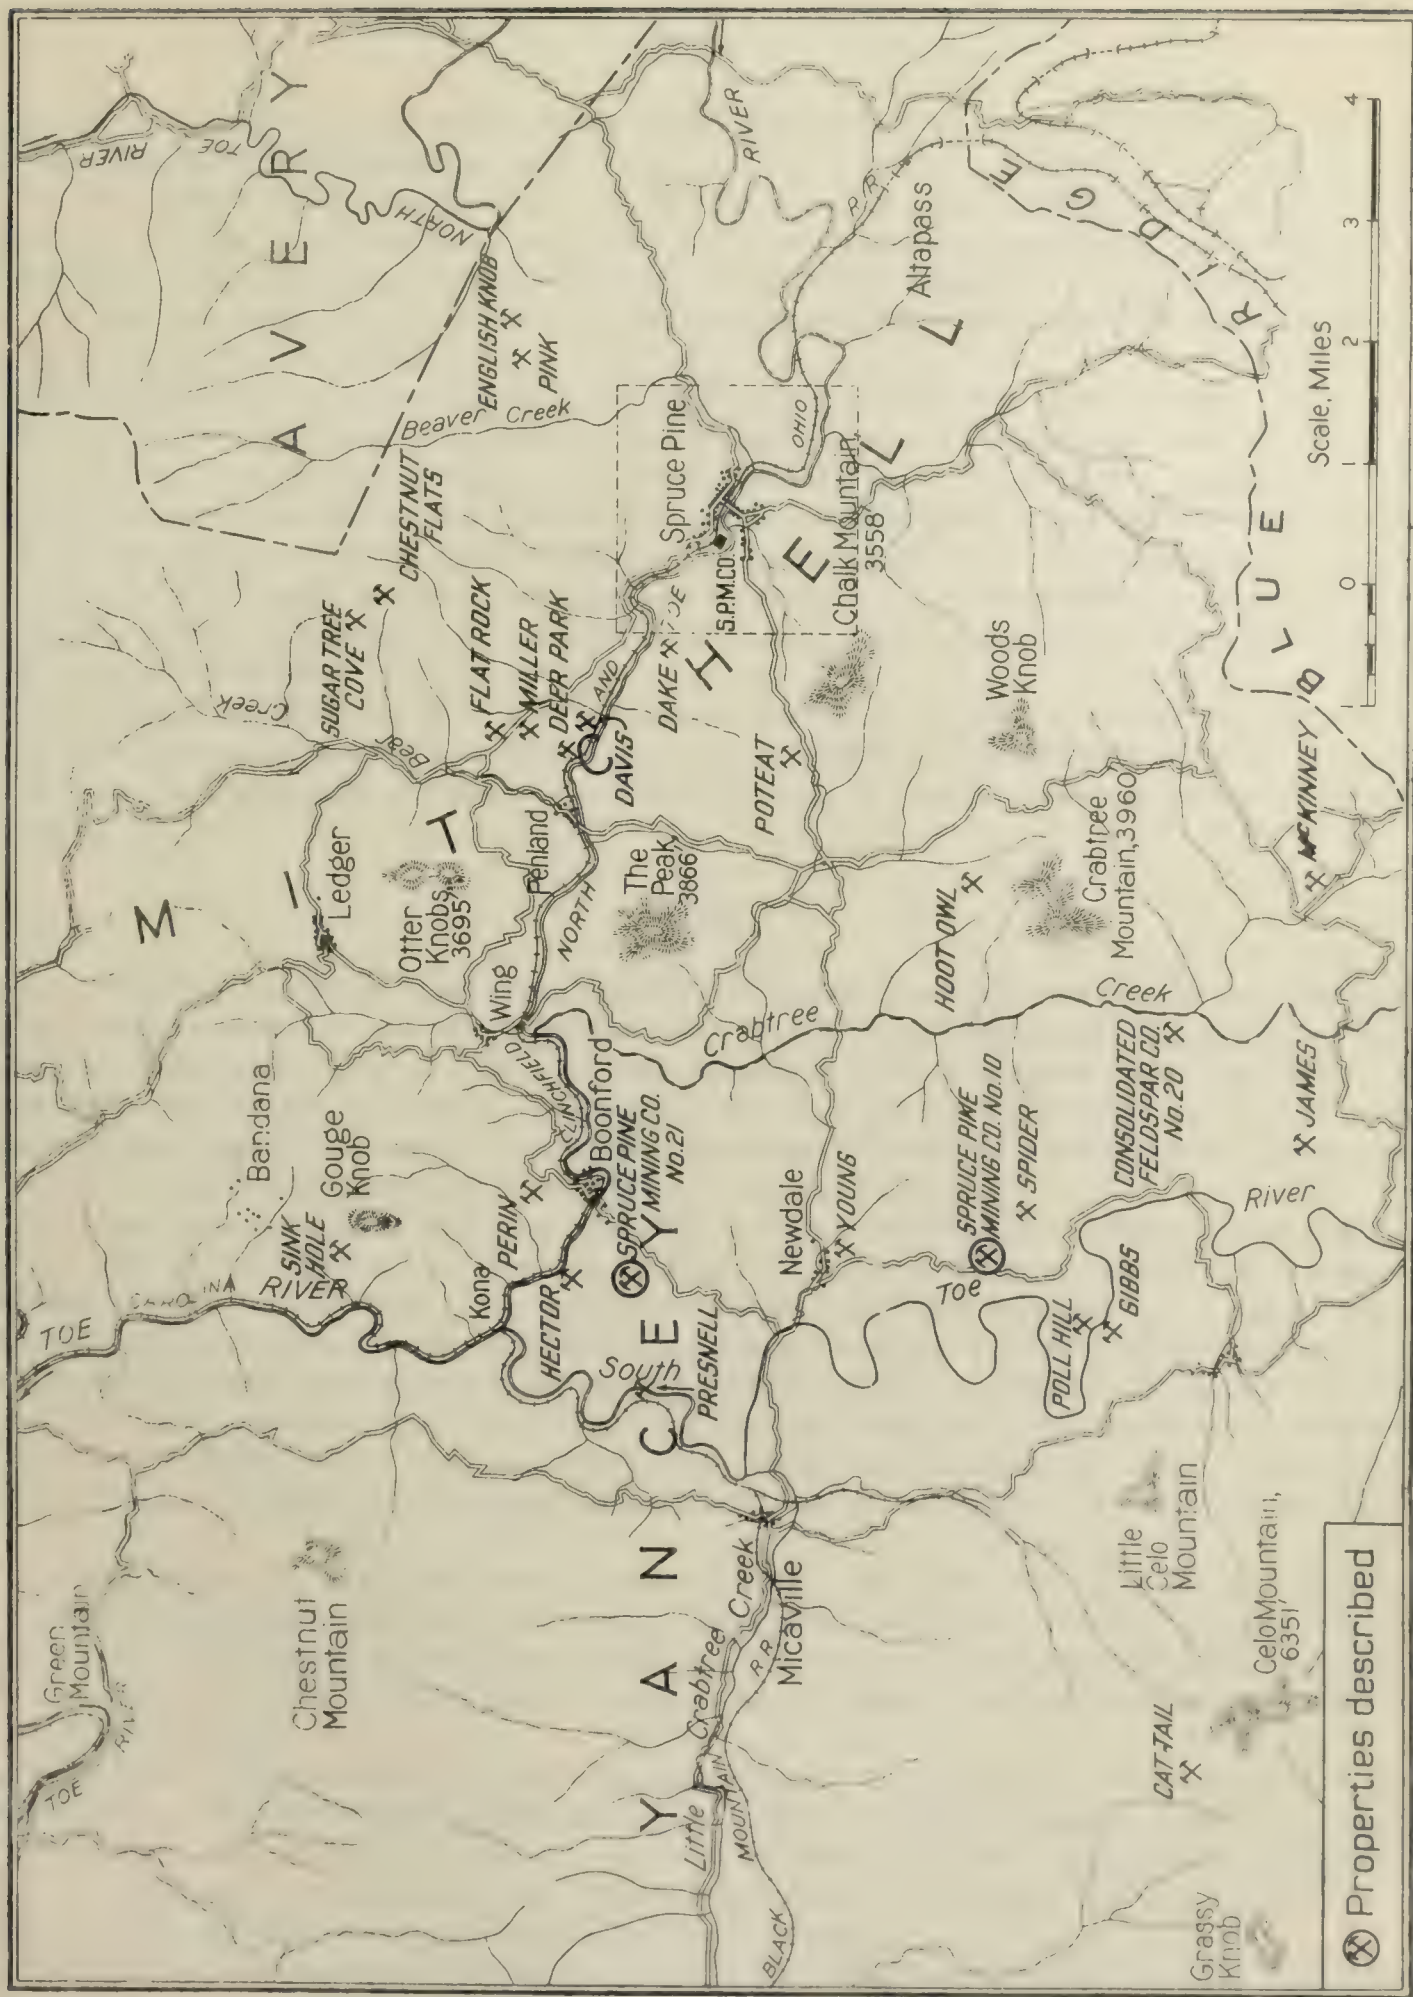 TOE
RIVER
Green
Mountain
TOE
CAROLINA
RIVER
M
I
T
C
H
E
L
L
A
V
E
R
Y
NORTH
TOE
RIVER
Chestnut
Mountain
Bandana
SINK
HOLE
Gouge
Knob
Ledger
Otter
Knobs,
3695
Bear
Creek
SUGAR TREE
COVE
CHESTNUT
FLATS
Beaver Creek
ENGLISH KNOB
PINK
Kona
PERIN
HECTOR
CLINCHFIELD
Wing
Penland
FLAT ROCK
MILLER
DEER PARK
DAVIS
Boonford
SPRUCE PINE
MINING CO.
No. 21
NORTH
AND
TOE
OHIO
R R
RIVER
The
Peak,
3866
DAKE
Spruce Pine
S.P.M.CO.
Y
A
N
C
E
Y
South
PRESNELL
Toe
River
Little
Crabtree
Creek
BLACK
MOUNTAIN
R R
Micaville
Newdale
YOUNG
Crabtree
Creek
POTEAT
Chalk Mountain,
3558
Altapass
HOOT OWL
Woods
Knob
SPRUCE PINE
MINING CO. No. 10
SPIDER
Crabtree
Mountain, 3960
POLL HILL
GIBBS
CONSOLIDATED
FELDSPAR CO.
No. 20
JAMES
McKINNEY
B
L
U
E
R
I
D
G
E
Little
Celo
Mountain
Celo Mountain,
6351
CAT-TAIL
Grassy
Knob
Properties described
Scale, Miles
0 1 2 3 4